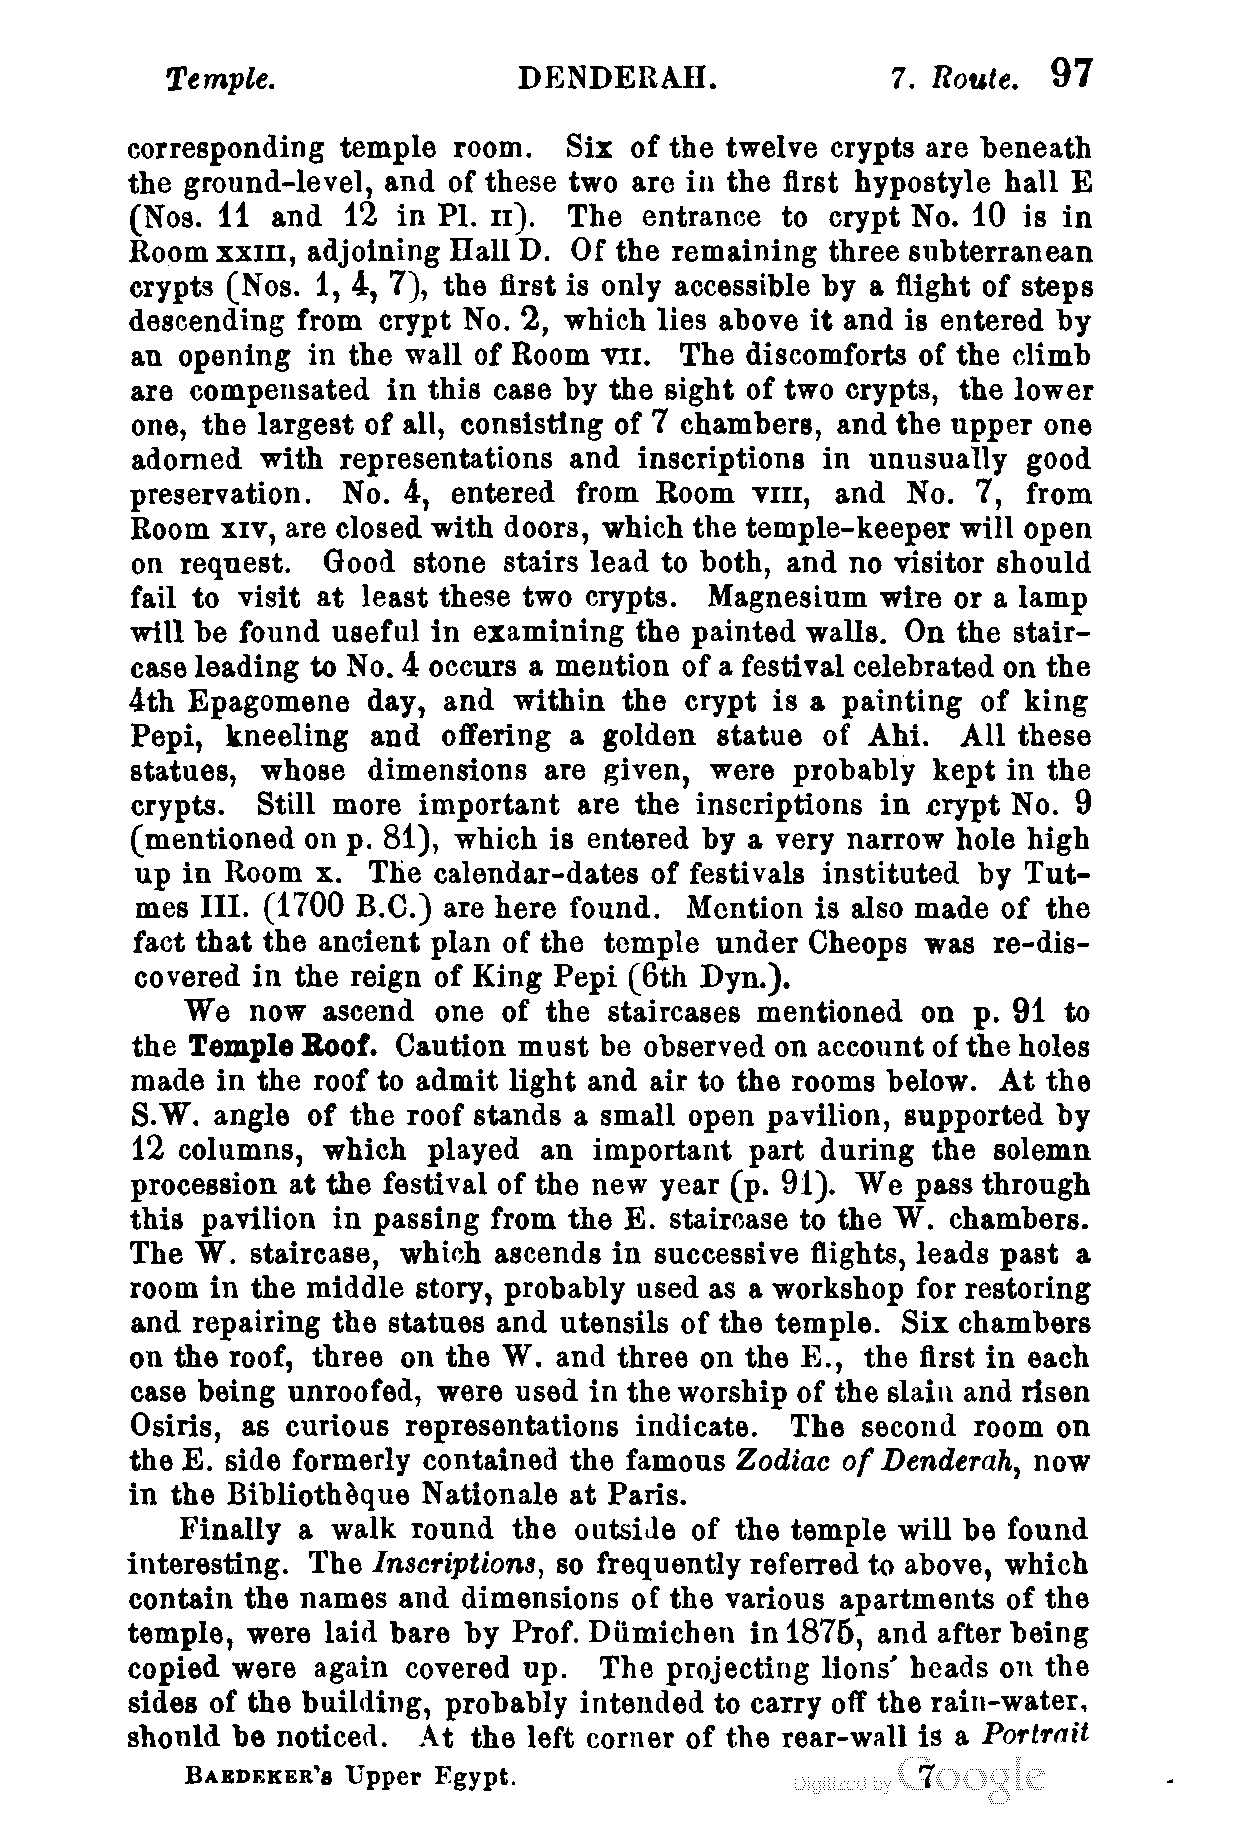 Temple. DENDERAH. 7. Route. 97
corresponding temple room. Six of the twelve crypts are beneath
the ground-level, and of these two are in the first hypostyle hall E
(Nos. 11 and 12 in Pl. II). The entrance to crypt No. 10 is in
Room XXIII, adjoining Hall D. Of the remaining three subterranean
crypts (Nos. 1, 4, 7), the first is only accessible by a flight of steps
descending from crypt No. 2, which lies above it and is entered by
an opening in the wall of Room VII. The discomforts of the climb
are compensated in this case by the sight of two crypts, the lower
one, the largest of all, consisting of 7 chambers, and the upper one
adorned with representations and inscriptions in unusually good
preservation. No. 4, entered from Room VIII, and No. 7, from
Room XIV, are closed with doors, which the temple-keeper will open
on request. Good stone stairs lead to both, and no visitor should
fail to visit at least these two crypts. Magnesium wire or a lamp
will be found useful in examining the painted walls. On the stair-
case leading to No. 4 occurs a mention of a festival celebrated on the
4th Epagomene day, and within the crypt is a painting of king
Pepi, kneeling and offering a golden statue of Ahi. All these
statues, whose dimensions are given, were probably kept in the
crypts. Still more important are the inscriptions in crypt No. 9
(mentioned on p. 81), which is entered by a very narrow hole high
up in Room X. The calendar-dates of festivals instituted by Tut-
mes III. (1700 B.C.) are here found. Mention is also made of the
fact that the ancient plan of the temple under Cheops was re-dis-
covered in the reign of King Pepi (6th Dyn.).
We now ascend one of the staircases mentioned on p. 91 to
the Temple Roof. Caution must be observed on account of the holes
made in the roof to admit light and air to the rooms below. At the
S.W. angle of the roof stands a small open pavilion, supported by
12 columns, which played an important part during the solemn
procession at the festival of the new year (p. 91). We pass through
this pavilion in passing from the E. staircase to the W. chambers.
The W. staircase, which ascends in successive flights, leads past a
room in the middle story, probably used as a workshop for restoring
and repairing the statues and utensils of the temple. Six chambers
on the roof, three on the W. and three on the E., the first in each
case being unroofed, were used in the worship of the slain and risen
Osiris, as curious representations indicate. The second room on
the E. side formerly contained the famous Zodiac of Denderah, now
in the Bibliothèque Nationale at Paris.
Finally a walk round the outside of the temple will be found
interesting. The Inscriptions, so frequently referred to above, which
contain the names and dimensions of the various apartments of the
temple, were laid bare by Prof. Dümichen in 1875, and after being
copied were again covered up. The projecting lions' heads on the
sides of the building, probably intended to carry off the rain-water,
should be noticed. At the left corner of the rear-wall is a Portrait
BAEDEKER's Upper Egypt. 7
Digitized by Google